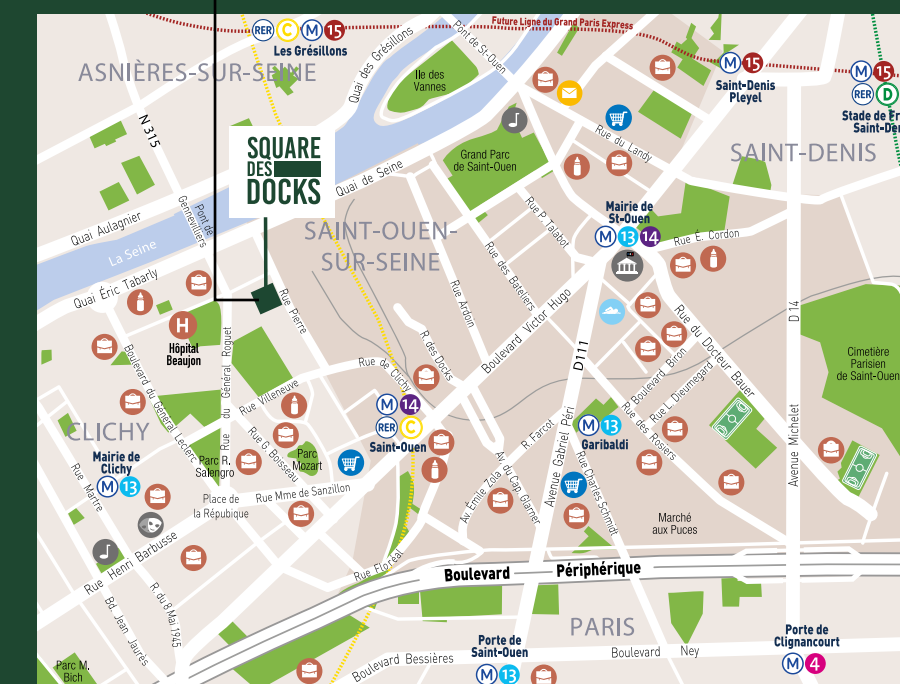 Future Ligne du Grand Paris Express
RER C M 15
Les Grésillons
ASNIÈRES-SUR-SEINE
Quai des Grésillons
Pont de St-Ouen
Ile des
Vannes
M 15
Saint-Denis
Pleyel
M 15
RER D
Stade de Fr
Saint-Den
N 315
SQUARE
DES
DOCKS
Quai de Seine
Grand Parc
de Saint-Ouen
Rue du Landy
SAINT-DENIS
Quai Aulagnier
Pont de
Gennevilliers
La Seine
SAINT-OUEN-
SUR-SEINE
Rue P. Talabot
Mairie de
St-Ouen
M 13 14
Rue É. Cordon
Quai Éric Tabarly
Rue des Bateliers
Rue Ardoin
Rue Pierre
H
Hôpital
Beaujon
Boulevard Victor Hugo
D111
D 14
Rue du Docteur Bauer
R. des Docks
Rue de Clichy
Boulevard du Général Leclerc
Rue du Général Roguet
Rue Villeneuve
Boulevard Biron
Rue L. Dieumegard
Rue des Rosiers
Cimetière
Parisien
de Saint-Ouen
M 14
RER C
Saint-Ouen
M 13
Garibaldi
R. Farcot
Avenue Gabriel Péri
Avenue Michelet
CLICHY
Mairie de
Clichy
M 13
Parc R.
Salengro
Rue G. Boisseau
Parc
Mozart
Rue Martre
Place de
la Républque
Rue Mme de Sanzillon
Av. Emile Zola
Av. du Cap. Glarner
Rue Charles Schmidt
Marché
aux Puces
Rue Henri Barbusse
Rue Floréal
Boulevard Périphérique
R. du 8 Mai 1945
Bd. Jean Jaurès
PARIS
Parc M.
Bich
Boulevard Bessières
Porte de
Saint-Ouen
M 13
Boulevard Ney
Porte de
Clignancourt
M 4